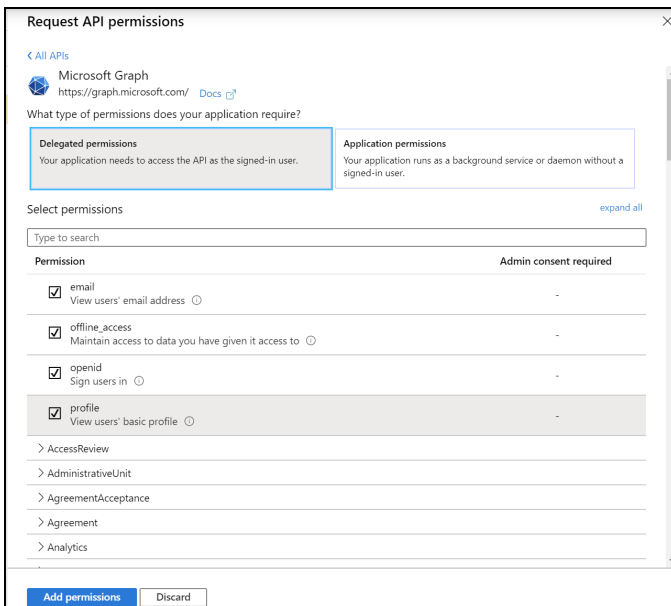 Request API permissions
All APIs
Microsoft Graph
https://graph.microsoft.com/ Docs
What type of permissions does your application require?
Delegated permissions
Your application needs to access the API as the signed-in user.
Application permissions
Your application runs as a background service or daemon without a
signed-in user.
Select permissions
expand all
Type to search
Permission
Admin consent required
email
View users' email address
-
offline_access
Maintain access to data you have given it access to
-
openid
Sign users in
-
profile
View users' basic profile
-
AccessReview
AdministrativeUnit
AgreementAcceptance
Agreement
Analytics
Add permissions
Discard